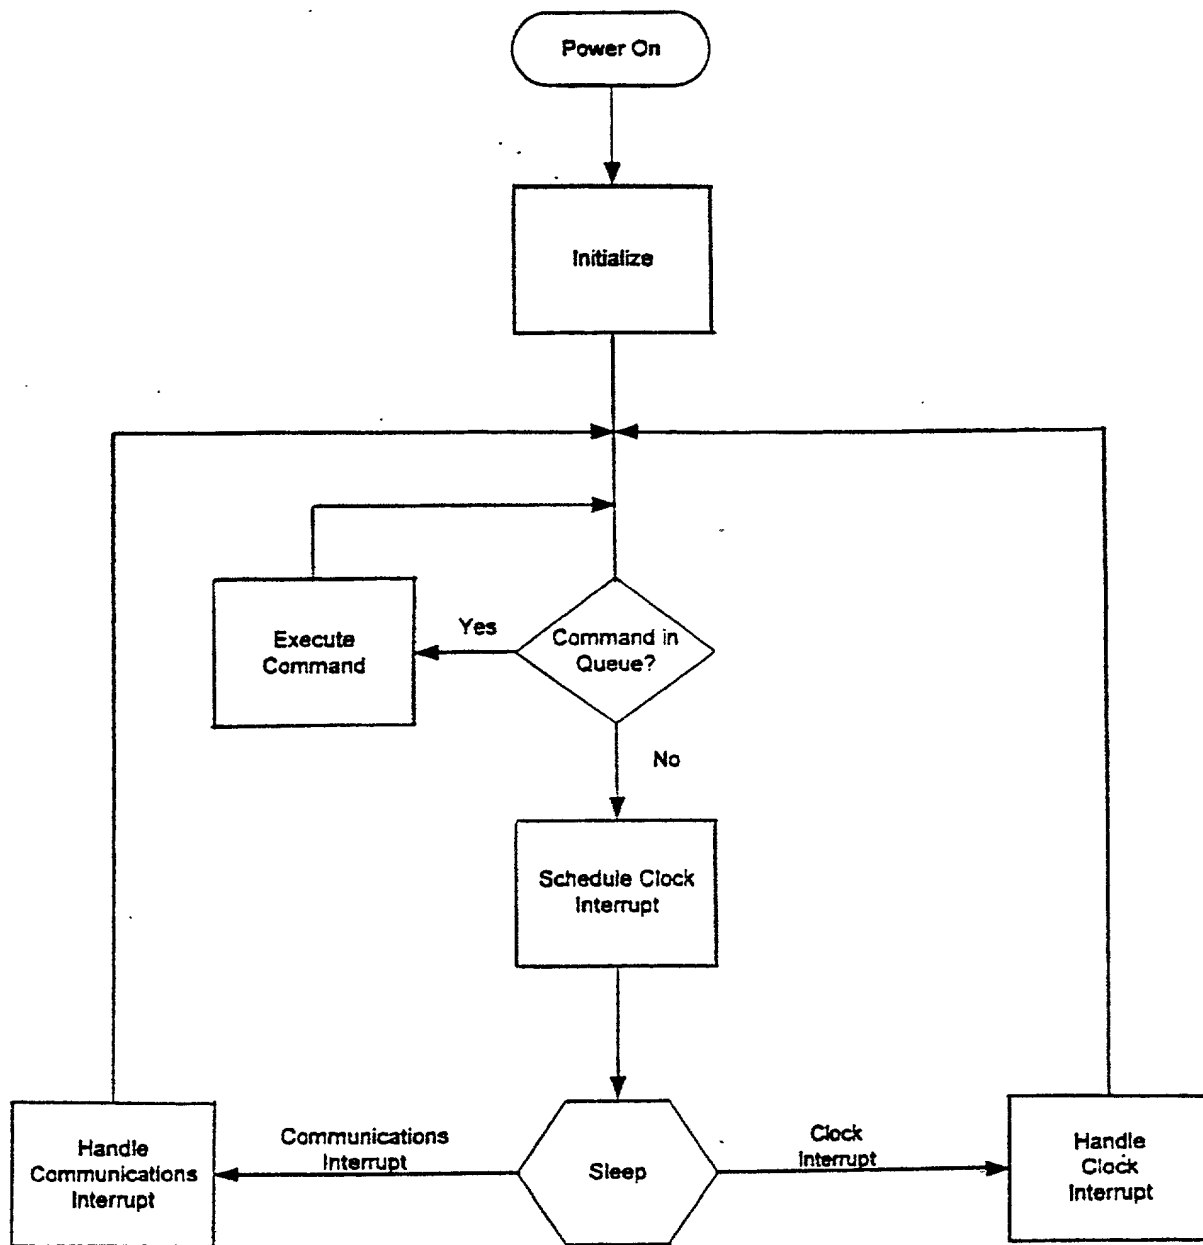 Power On
Initialize
Yes
Command in
Queue?
Execute
Command
No
Schedule Clock
Interrupt
Communications
Interrupt
Clock
Interrupt
Handle
Communications
Interrupt
Sleep
Handle
Clock
Interrupt